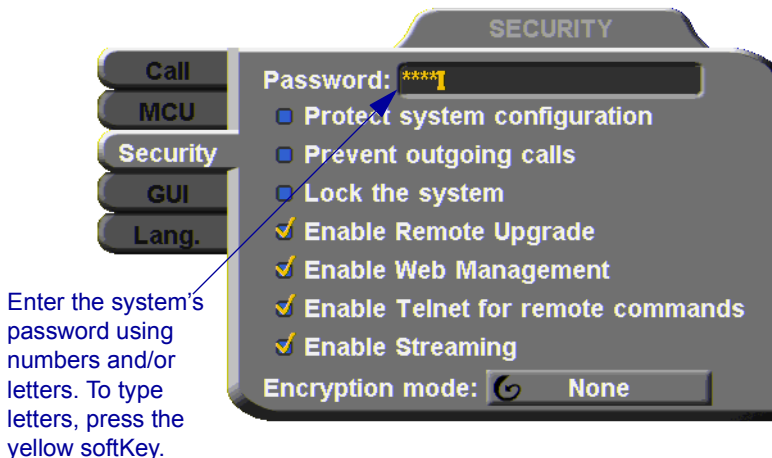 SECURITY
Call
MCU
Security
GUI
Lang.
Password: ****
Protect system configuration
Prevent outgoing calls
Lock the system
Enable Remote Upgrade
Enable Web Management
Enable Telnet for remote commands
Enable Streaming
Encryption mode: None
Enter the system's
password using
numbers and/or
letters. To type
letters, press the
yellow softKey.